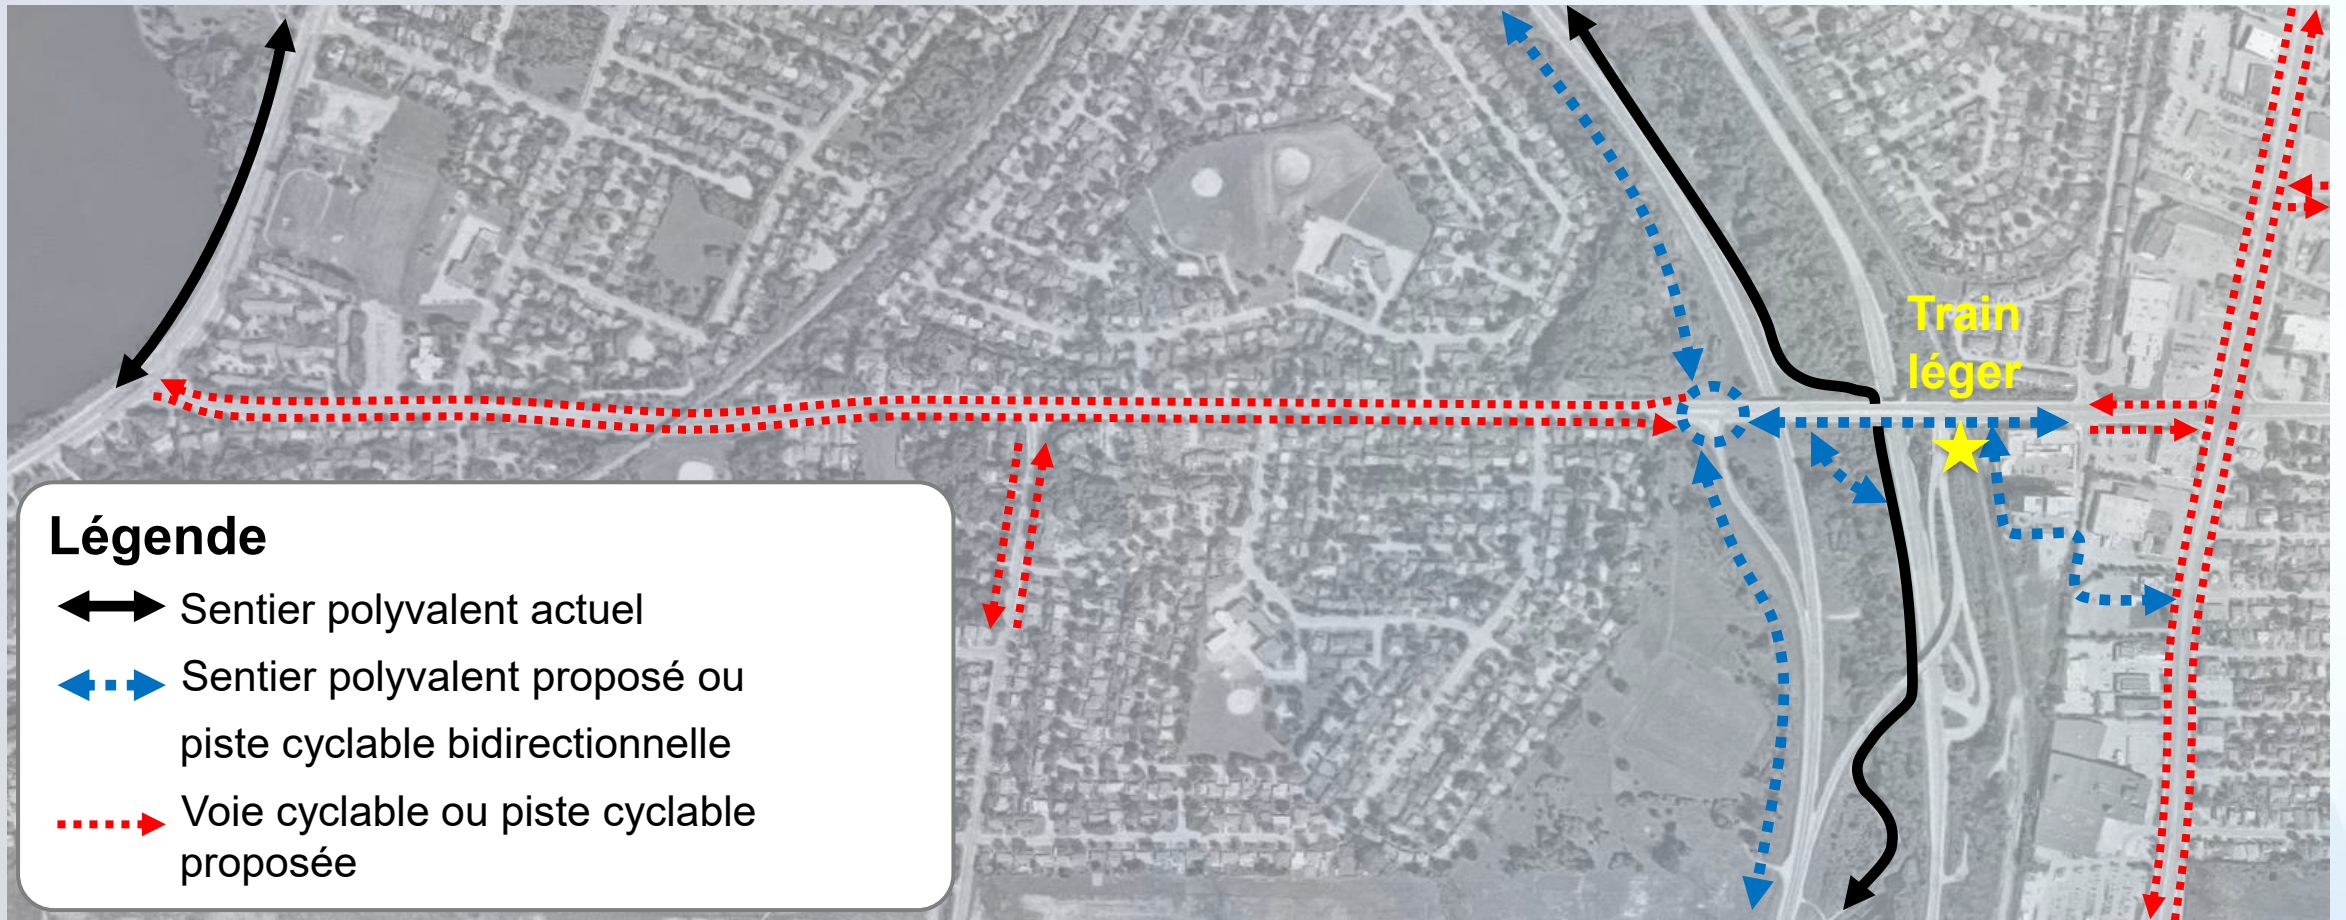 Train
léger
Légende
Sentier polyvalent actuel
Sentier polyvalent proposé ou
piste cyclable bidirectionnelle
Voie cyclable ou piste cyclable
proposée